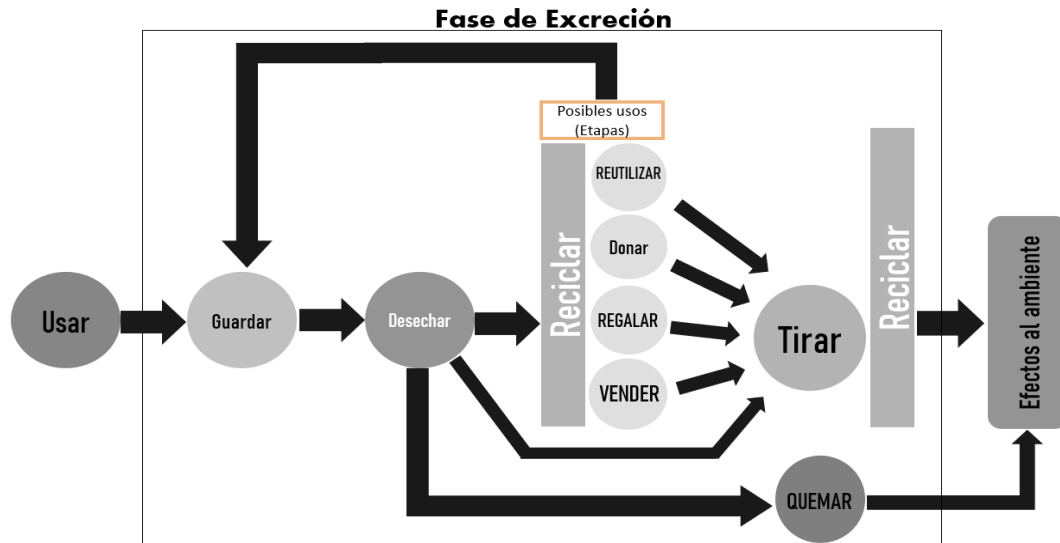 Fase de Excreción
Posibles usos
(Etapas)
Usar
Guardar
Desechar
Reciclar
REUTILIZAR
Donar
REGALAR
VENDER
Tirar
Reciclar
QUEMAR
Efectos al ambiente